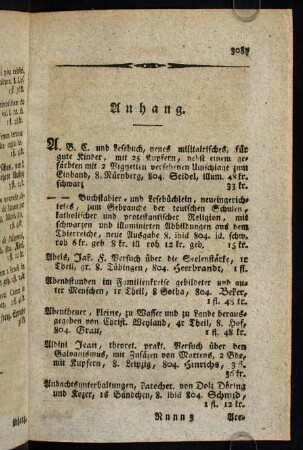 3083
Anhang.
A. B. C. und Lesebuch, neues militairisches, für
gute Kinder, mit 25 Kupfern, nebst einem ge-
färbten mit 2 Vignetten versehenen Umschlage zum
Einband, 8. Nürnberg, 804. Seidel, illum. 48 kr.
schwarz 33 kr.
— — Buchstabier- und Lesebüchlein, neueingerich-
tetes, zum Gebrauche der teutschen Schulen,
katholischer und protestantischer Religion, mit
schwarzen und illuminirten Abbildungen aus dem
Thierreiche, neue Ausgabe 8. ibid 804. id. schw.
roh 6 kr. geb. 8 kr. ill roh 12 kr. geb. 15 kr.
Abels, Jak. F. Versuch über die Seelenstärke, 1r
Theil, gr. 8. Tübingen, 804. Heerbrandt, 1 fl.
Abendstunden im Familienkreise gebildeter und gu-
ter Menschen, 1r Theil, 8 Gotha, 804. Beker,
1 fl. 45 kr.
Abentheuer, kleine, zu Wasser und zu Lande heraus-
gegeben von Christ. Weyland, 4r Theil, 8. Hof,
804. Grau, 1 fl. 48 kr.
Aldini Jean, theoret. prakt. Versuch über den
Galvanismus, mit Zusäzen von Martens, 2 Bde,
mit Kupfern, 8. Leipzig, 804. Hinrichs, 3 fl.
36 kr.
Andachtsunterhaltungen, katechet. von Dolz Döring
und Kozer, 16 Bändchen, 8. ibid 804. Schmid,
1 fl. 12 kr.
Nnnn 3